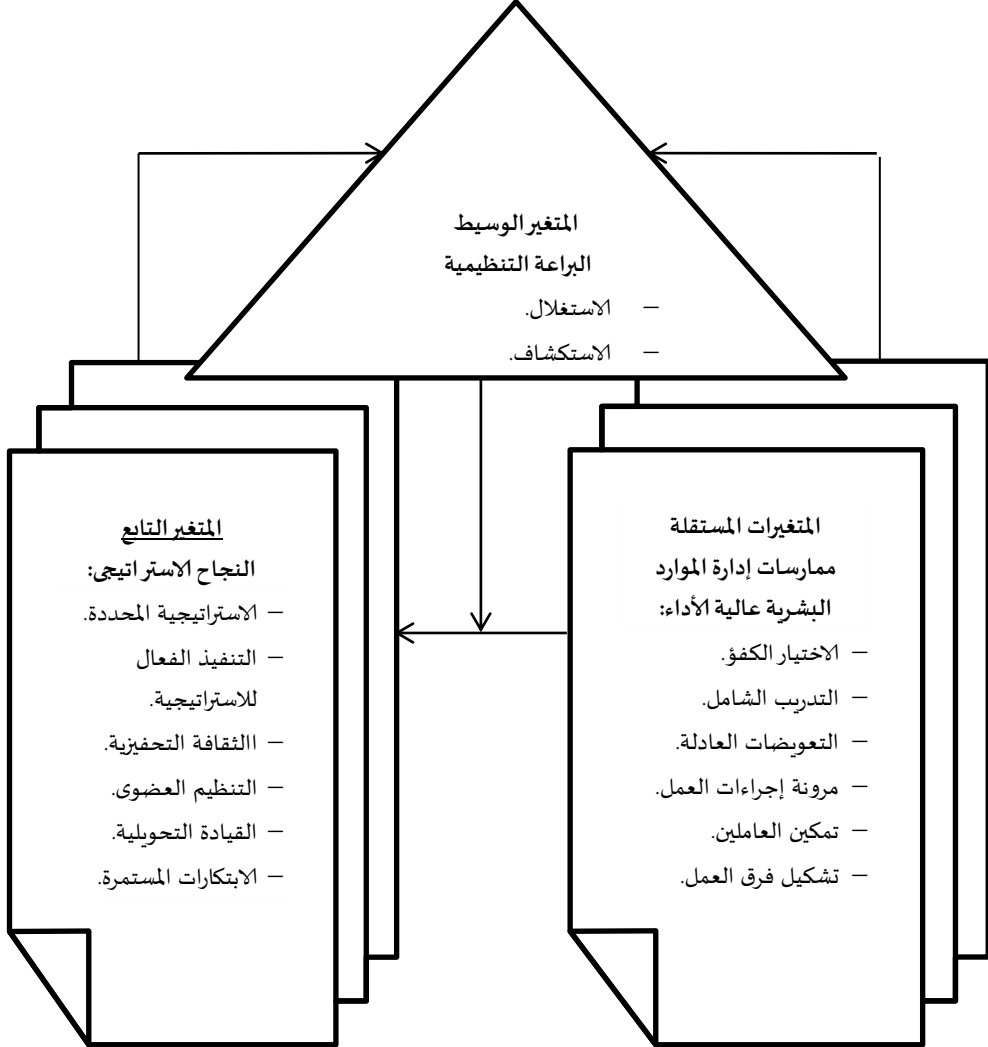 المتغير الوسيط
البراعة التنظيمية
– الاستغلال.
– الاستكشاف.
المتغيرات المستقلة
ممارسات إدارة الموارد
البشرية عالية الأداء:
– الاختيار الكفؤ.
– التدريب الشامل.
– التعويضات العادلة.
– مرونة إجراءات العمل.
– تمكين العاملين.
– تشكيل فرق العمل.
المتغير التابع
النجاح الاستراتيجى:
– الاستراتيجية المحددة.
– التنفيذ الفعال
للاستراتيجية.
– االثقافة التحفيزية.
– التنظيم العضوى.
– القيادة التحويلية.
– الابتكارات المستمرة.